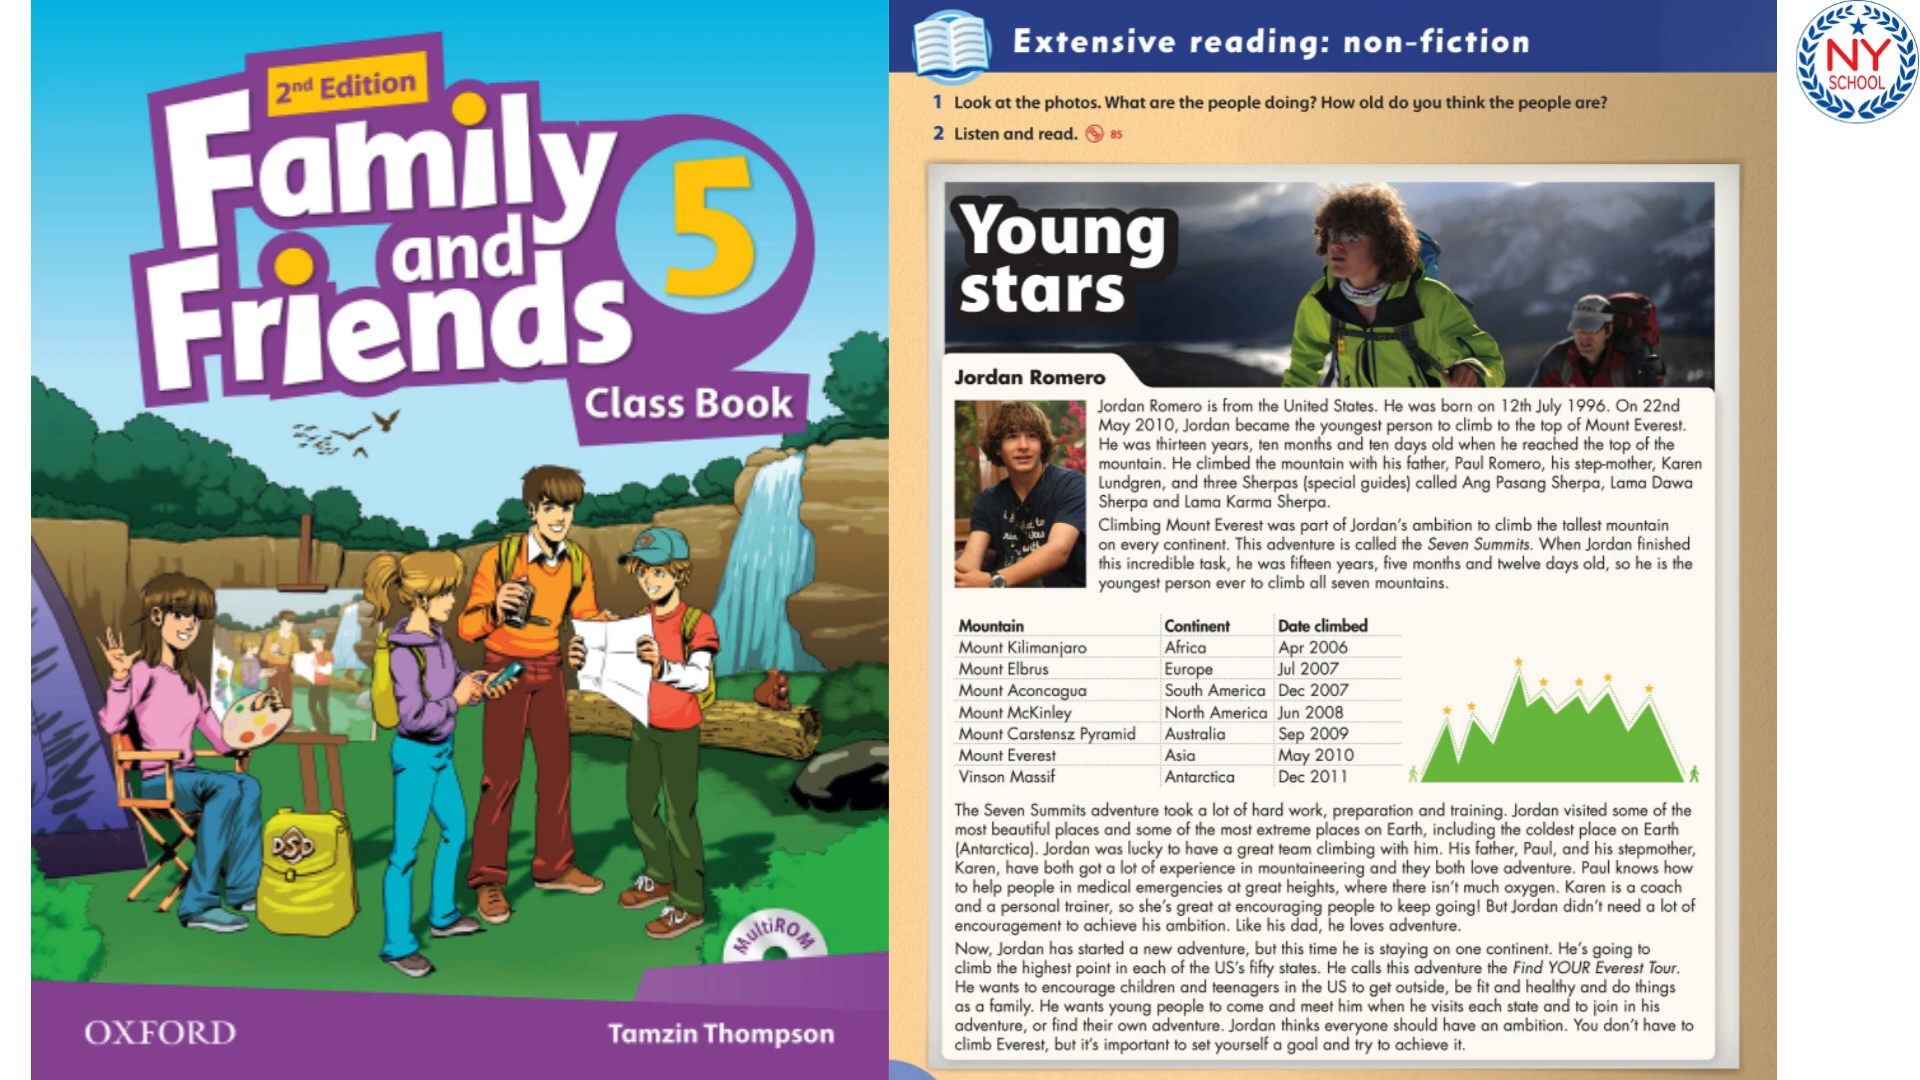 2nd Edition
Family
and
Friends
5
Class Book
DSD
MultiROM
OXFORD
Tamzin Thompson
Extensive reading: non-fiction
1 Look at the photos. What are the people doing? How old do you think the people are?
2 Listen and read. 85
Young
stars
Jordan Romero
Jordan Romero is from the United States. He was born on 12th July 1996. On 22nd
May 2010, Jordan became the youngest person to climb to the top of Mount Everest.
He was thirteen years, ten months and ten days old when he reached the top of the
mountain. He climbed the mountain with his father, Paul Romero, his step-mother, Karen
Lundgren, and three Sherpas (special guides) called Ang Pasang Sherpa, Lama Dawa
Sherpa and Lama Karma Sherpa.
Climbing Mount Everest was part of Jordan's ambition to climb the tallest mountain
on every continent. This adventure is called the Seven Summits. When Jordan finished
this incredible task, he was fifteen years, five months and twelve days old, so he is the
youngest person ever to climb all seven mountains.
Mountain Continent Date climbed
Mount Kilimanjaro Africa Apr 2006
Mount Elbrus Europe Jul 2007
Mount Aconcagua South America Dec 2007
Mount McKinley North America Jun 2008
Mount Carstensz Pyramid Australia Sep 2009
Mount Everest Asia May 2010
Vinson Massif Antarctica Dec 2011
The Seven Summits adventure took a lot of hard work, preparation and training. Jordan visited some of the
most beautiful places and some of the most extreme places on Earth, including the coldest place on Earth
(Antarctica). Jordan was lucky to have a great team climbing with him. His father, Paul, and his stepmother,
Karen, have both got a lot of experience in mountaineering and they both love adventure. Paul knows how
to help people in medical emergencies at great heights, where there isn't much oxygen. Karen is a coach
and a personal trainer, so she's great at encouraging people to keep going! But Jordan didn't need a lot of
encouragement to achieve his ambition. Like his dad, he loves adventure.
Now, Jordan has started a new adventure, but this time he is staying on one continent. He's going to
climb the highest point in each of the US's fifty states. He calls this adventure the Find YOUR Everest Tour.
He wants to encourage children and teenagers in the US to get outside, be fit and healthy and do things
as a family. He wants young people to come and meet him when he visits each state and to join in his
adventure, or find their own adventure. Jordan thinks everyone should have an ambition. You don't have to
climb Everest, but it's important to set yourself a goal and try to achieve it.
NY
SCHOOL